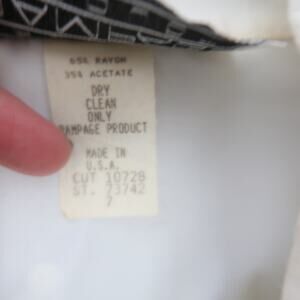 65% RAYON
35% ACETATE
DRY
CLEAN
ONLY
RAMPAGE PRODUCT
MADE IN
U.S.A.
CUT 10728
ST. 73742
7